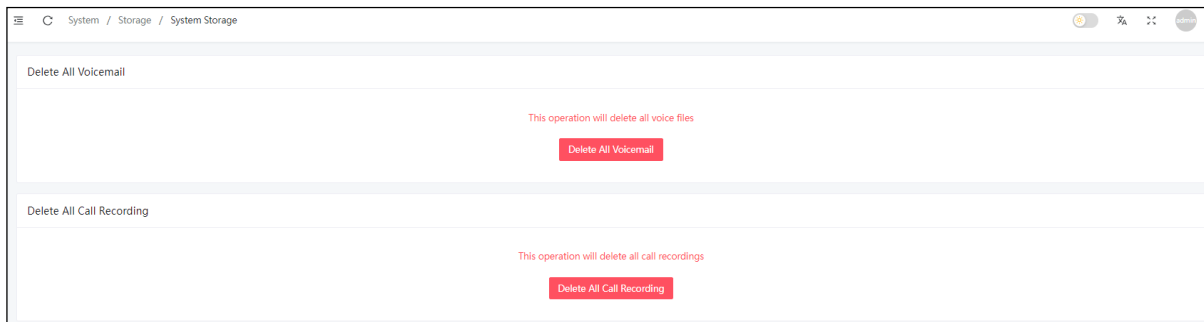 System / Storage / System Storage
admin
Delete All Voicemail
This operation will delete all voice files
Delete All Voicemail
Delete All Call Recording
This operation will delete all call recordings
Delete All Call Recording